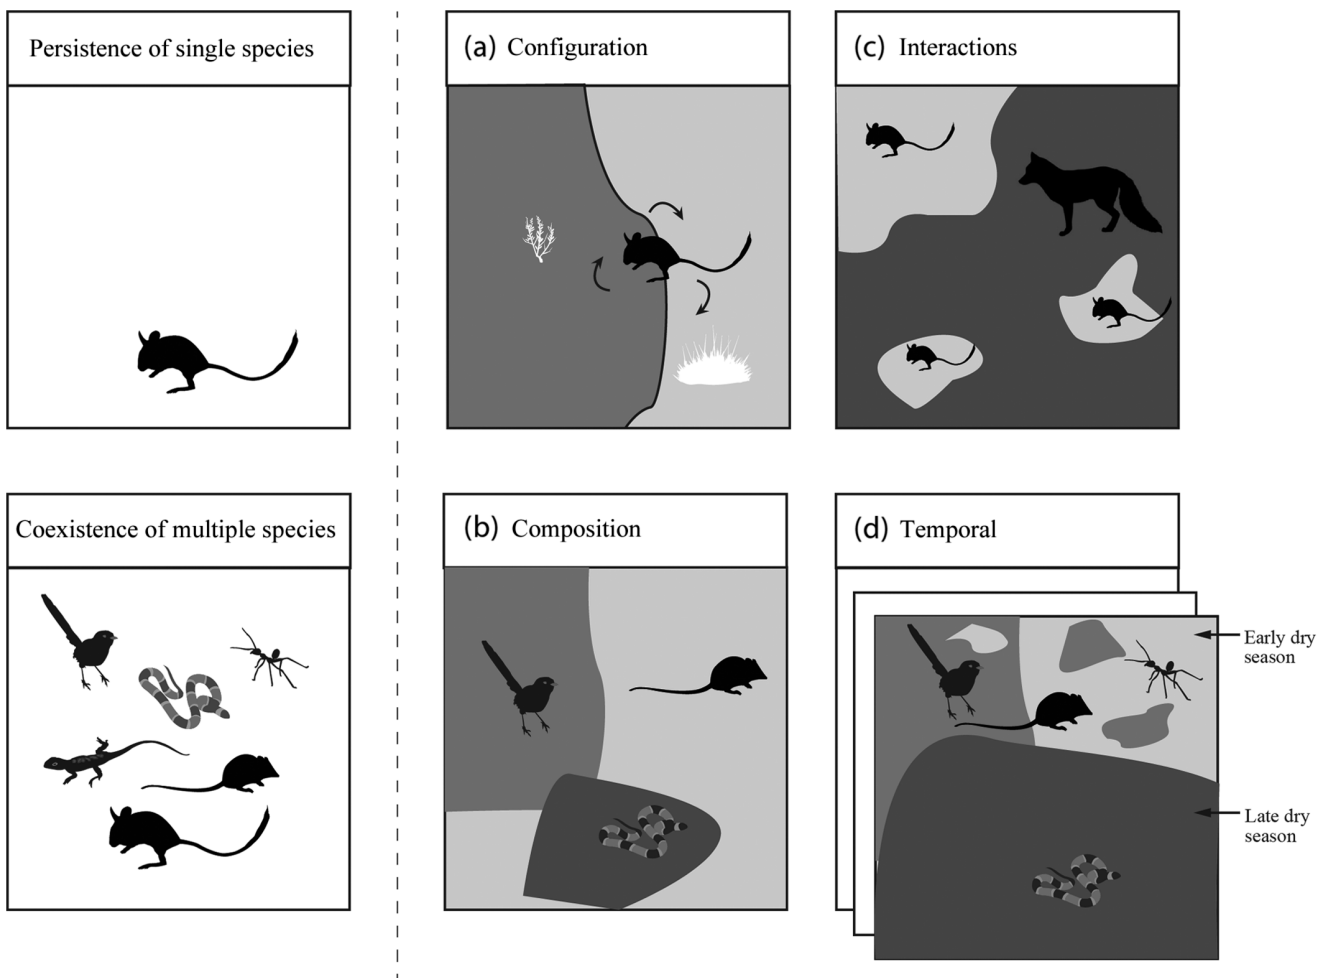 Persistence of single species
(a) Configuration
(c) Interactions
Coexistence of multiple species
(b) Composition
(d) Temporal
Early dry
season
Late dry
season